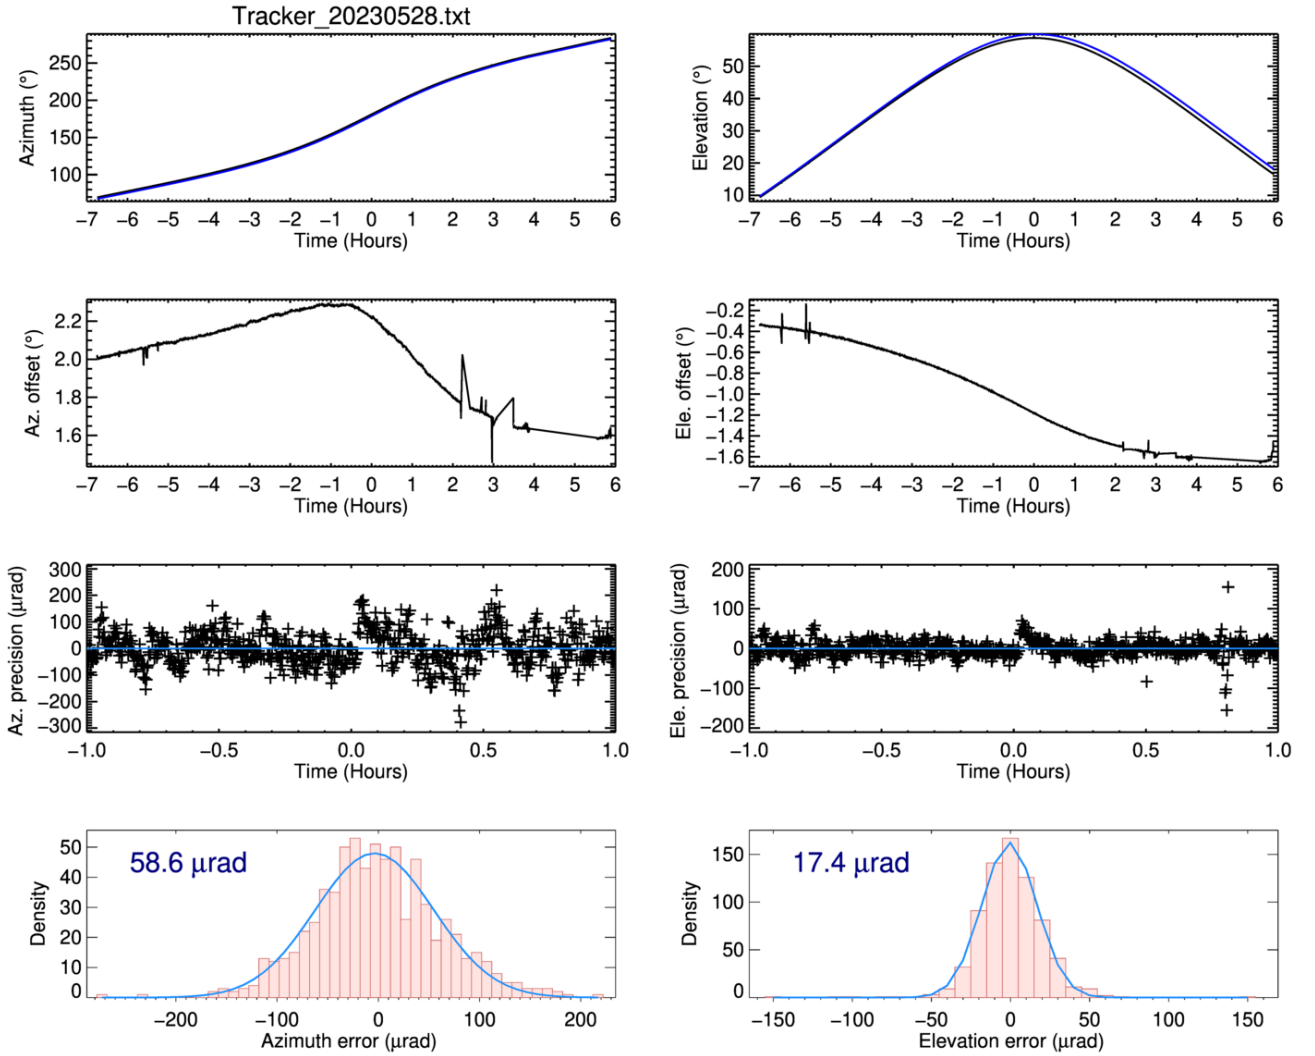 Tracker_20230528.txt
Azimuth (°)
250
200
150
100
−7 −6 −5 −4 −3 −2 −1 0 1 2 3 4 5 6
Time (Hours)
Elevation (°)
50
40
30
20
10
−7 −6 −5 −4 −3 −2 −1 0 1 2 3 4 5 6
Time (Hours)
Az. offset (°)
2.2
2.0
1.8
1.6
−7 −6 −5 −4 −3 −2 −1 0 1 2 3 4 5 6
Time (Hours)
Ele. offset (°)
−0.2
−0.4
−0.6
−0.8
−1.0
−1.2
−1.4
−1.6
−7 −6 −5 −4 −3 −2 −1 0 1 2 3 4 5 6
Time (Hours)
Az. precision (μrad)
300
200
100
0
−100
−200
−300
−1.0 −0.5 0.0 0.5 1.0
Time (Hours)
Ele. precision (μrad)
200
100
0
−100
−200
−1.0 −0.5 0.0 0.5 1.0
Time (Hours)
58.6 μrad
Density
50
40
30
20
10
0
−200 −100 0 100 200
Azimuth error (μrad)
17.4 μrad
Density
150
100
50
0
−150 −100 −50 0 50 100 150
Elevation error (μrad)